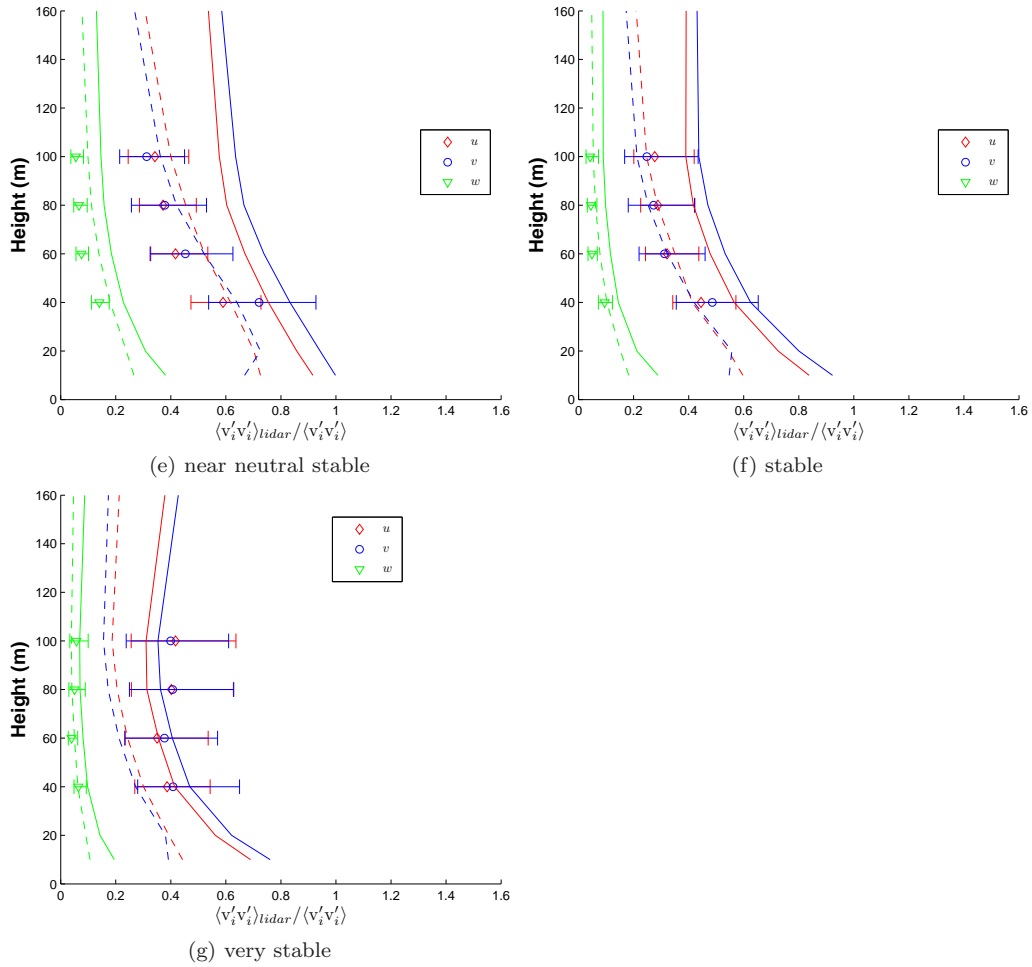 160
140
120
100
80
60
40
20
0
Height (m)
0 0.2 0.4 0.6 0.8 1 1.2 1.4 1.6
u
v
w
⟨v′ᵢv′ᵢ⟩lidar/⟨v′ᵢv′ᵢ⟩
(e) near neutral stable
160
140
120
100
80
60
40
20
0
Height (m)
0 0.2 0.4 0.6 0.8 1 1.2 1.4 1.6
u
v
w
⟨v′ᵢv′ᵢ⟩lidar/⟨v′ᵢv′ᵢ⟩
(f) stable
160
140
120
100
80
60
40
20
0
Height (m)
0 0.2 0.4 0.6 0.8 1 1.2 1.4 1.6
u
v
w
⟨v′ᵢv′ᵢ⟩lidar/⟨v′ᵢv′ᵢ⟩
(g) very stable